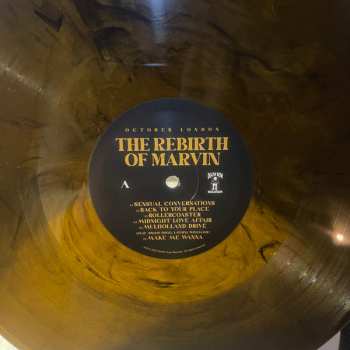 OCTOBER LONDON
THE REBIRTH
OF MARVIN
A
SENSUAL CONVERSATIONS
BACK TO YOUR PLACE
ROLLERCOASTER
MIDNIGHT LOVE AFFAIR
MULHOLLAND DRIVE
MAKE ME WANNA